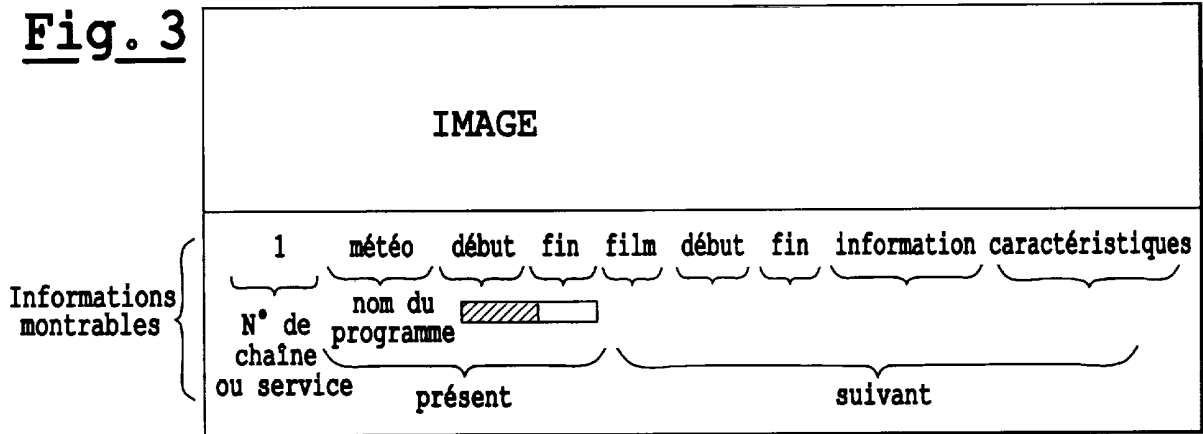 Fig. 3
IMAGE
1 météo début fin film début fin information caractéristiques
Informations
montrables
N° de
chaîne
ou service
nom du
programme
présent
suivant